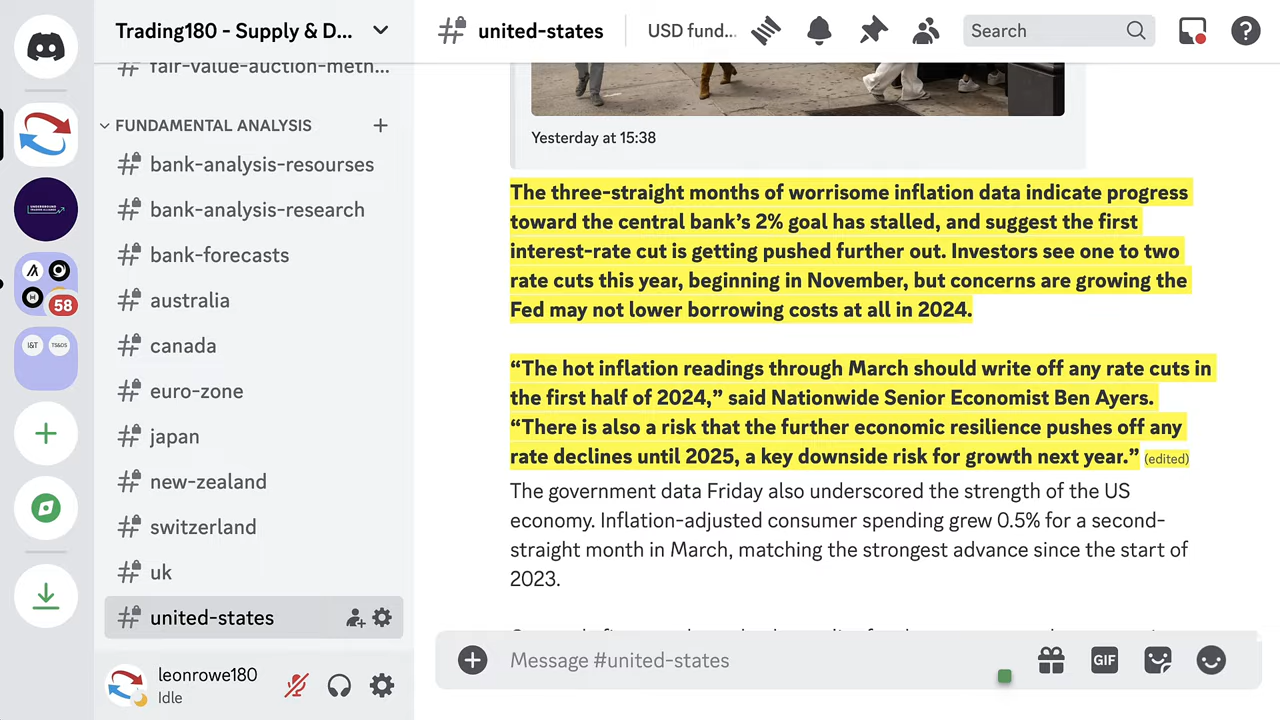 Trading180 - Supply & D...
fair-value-auction-meth...
FUNDAMENTAL ANALYSIS
bank-analysis-resourses
bank-analysis-research
bank-forecasts
australia
canada
euro-zone
japan
new-zealand
switzerland
uk
united-states
58
I&T
TS&DS
leonrowe180
Idle
united-states
USD fund...
Search
Yesterday at 15:38
The three-straight months of worrisome inflation data indicate progress
toward the central bank’s 2% goal has stalled, and suggest the first
interest-rate cut is getting pushed further out. Investors see one to two
rate cuts this year, beginning in November, but concerns are growing the
Fed may not lower borrowing costs at all in 2024.
“The hot inflation readings through March should write off any rate cuts in
the first half of 2024,” said Nationwide Senior Economist Ben Ayers.
“There is also a risk that the further economic resilience pushes off any
rate declines until 2025, a key downside risk for growth next year.” (edited)
The government data Friday also underscored the strength of the US
economy. Inflation-adjusted consumer spending grew 0.5% for a second-
straight month in March, matching the strongest advance since the start of
2023.
Message #united-states
GIF